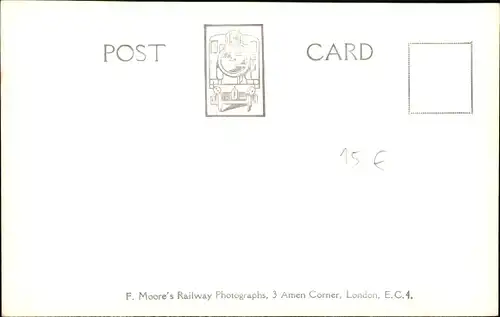 POST CARD
15 €
F. Moore's Railway Photographs, 3 Amen Corner, London, E.C.4.